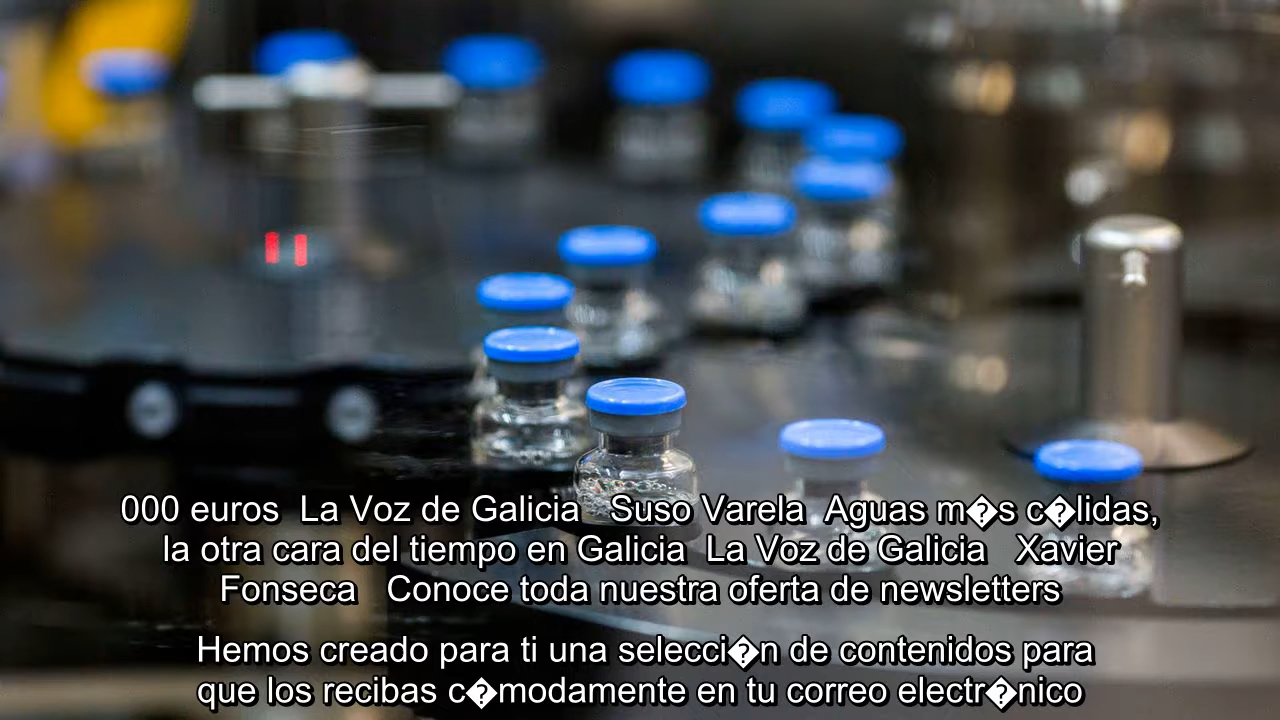 000 euros  La Voz de Galicia   Suso Varela  Aguas m�s c�lidas,
la otra cara del tiempo en Galicia  La Voz de Galicia   Xavier
Fonseca   Conoce toda nuestra oferta de newsletters
Hemos creado para ti una selecci�n de contenidos para
que los recibas c�modamente en tu correo electr�nico